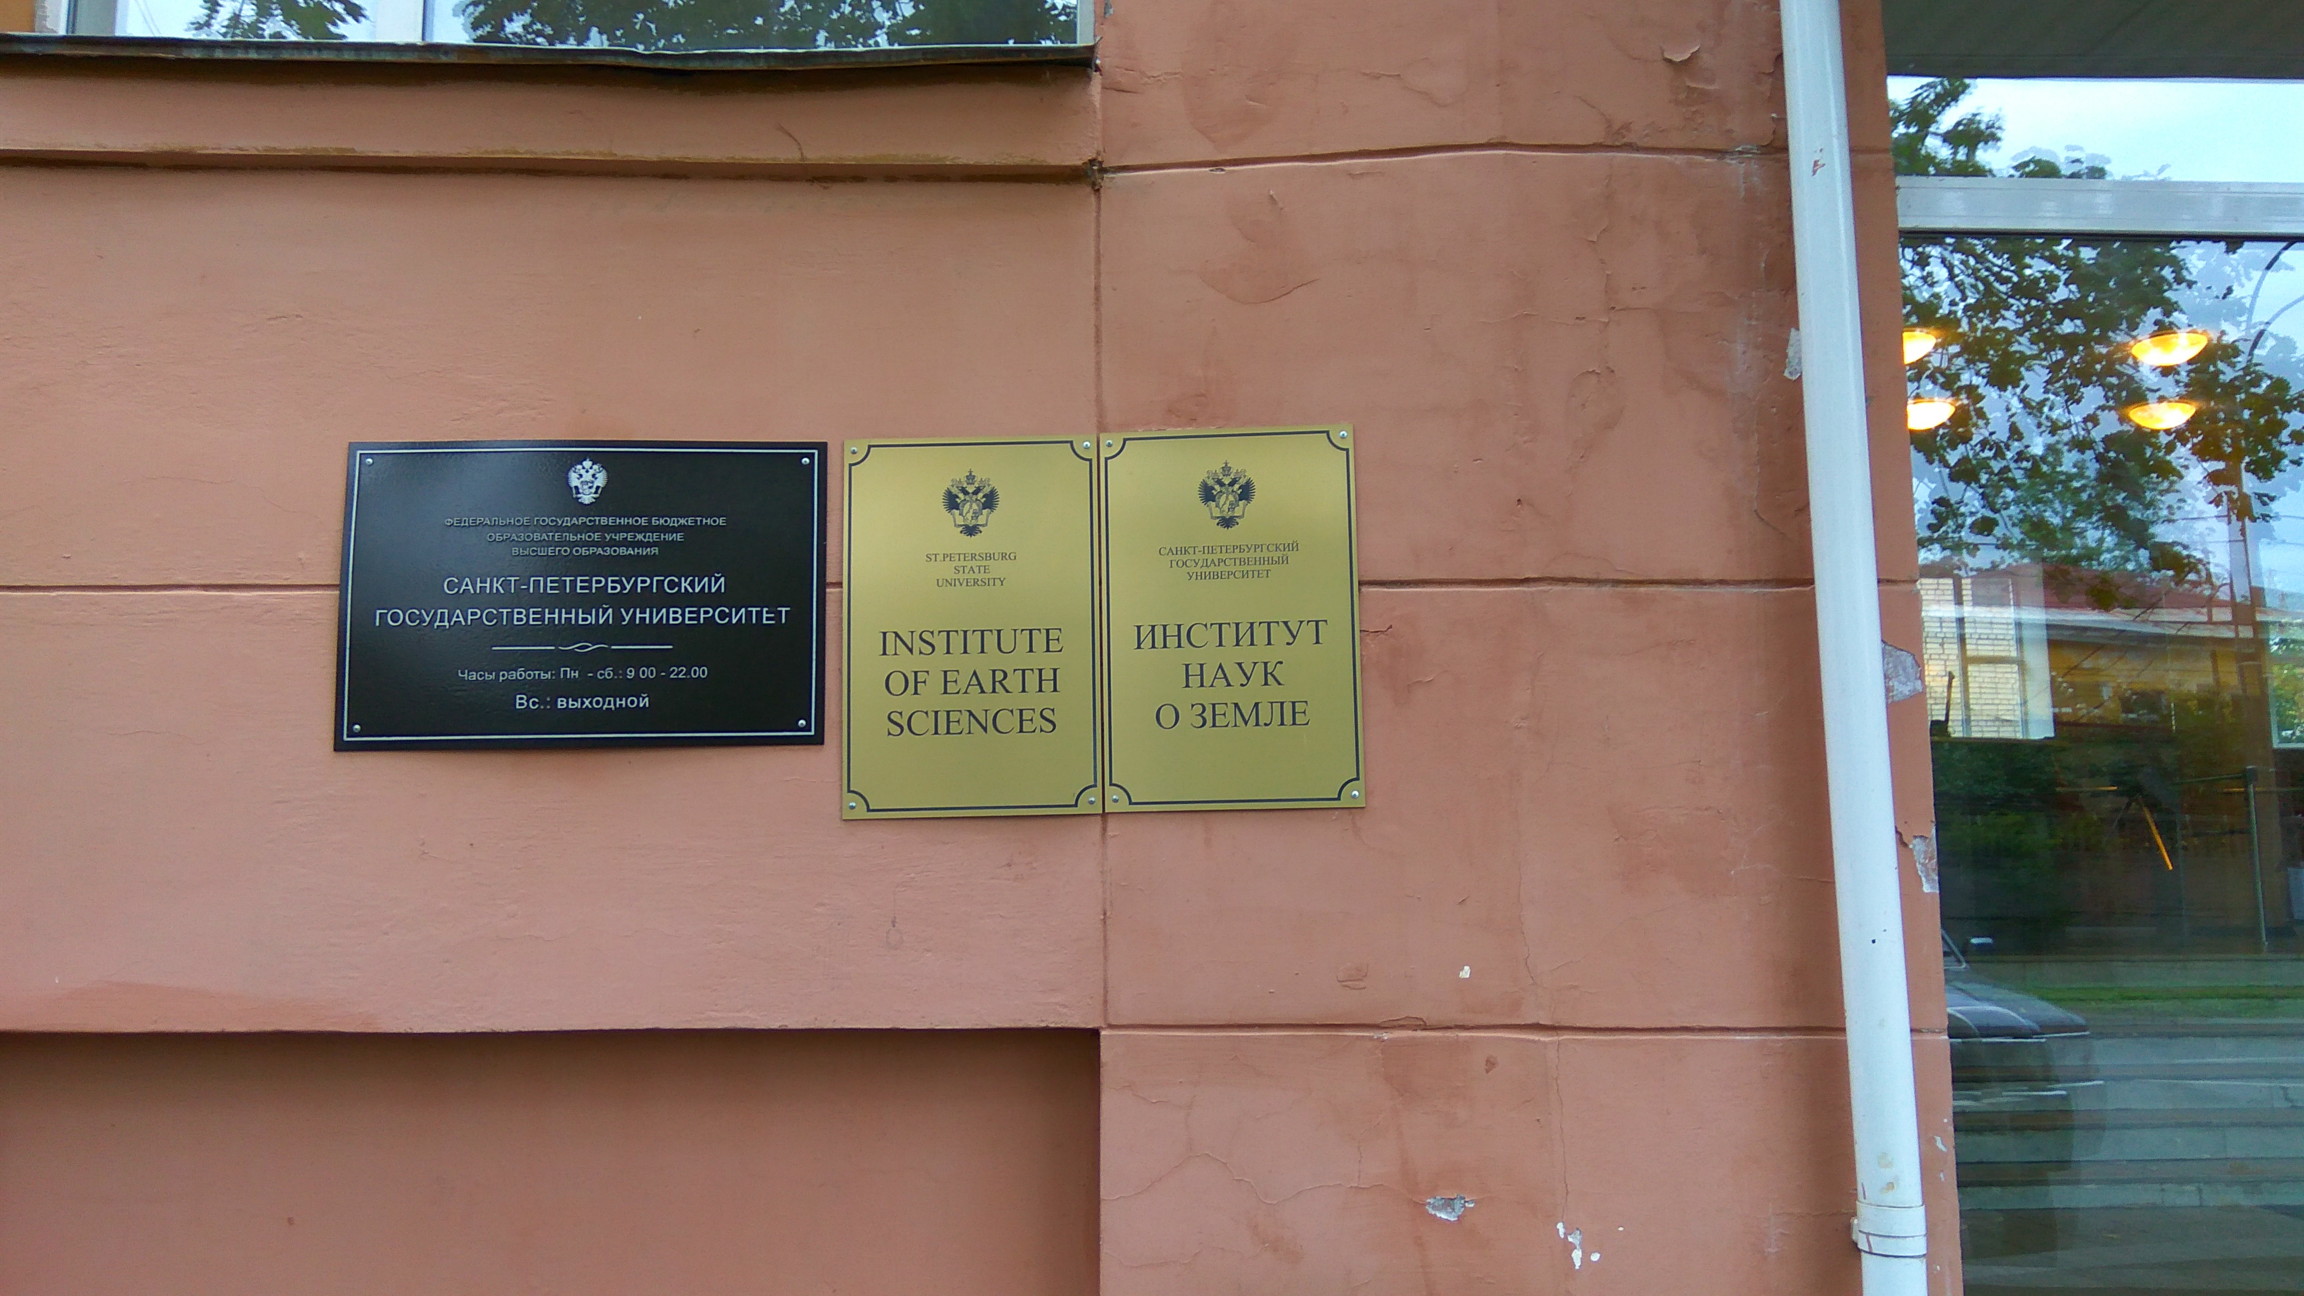 ФЕДЕРАЛЬНОЕ ГОСУДАРСТВЕННОЕ БЮДЖЕТНОЕ
ОБРАЗОВАТЕЛЬНОЕ УЧРЕЖДЕНИЕ
ВЫСШЕГО ОБРАЗОВАНИЯ
САНКТ-ПЕТЕРБУРГСКИЙ
ГОСУДАРСТВЕННЫЙ УНИВЕРСИТЕТ
Часы работы: Пн - сб.: 9 00 - 22.00
Вс.: выходной
ST.PETERSBURG
STATE
UNIVERSITY
INSTITUTE
OF EARTH
SCIENCES
САНКТ-ПЕТЕРБУРГСКИЙ
ГОСУДАРСТВЕННЫЙ
УНИВЕРСИТЕТ
ИНСТИТУТ
НАУК
О ЗЕМЛЕ